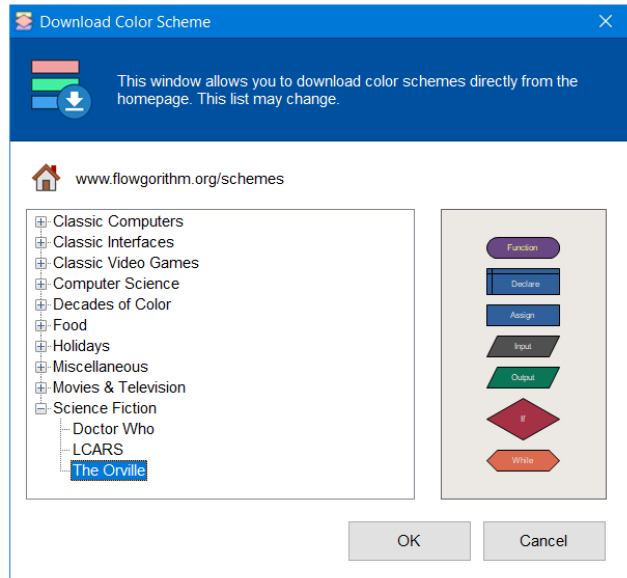 Download Color Scheme
This window allows you to download color schemes directly from the
homepage. This list may change.
www.flowgorithm.org/schemes
Classic Computers
Classic Interfaces
Classic Video Games
Computer Science
Decades of Color
Food
Holidays
Miscellaneous
Movies & Television
Science Fiction
Doctor Who
LCARS
The Orville
Function
Declare
Assign
Input
Output
If
While
OK
Cancel